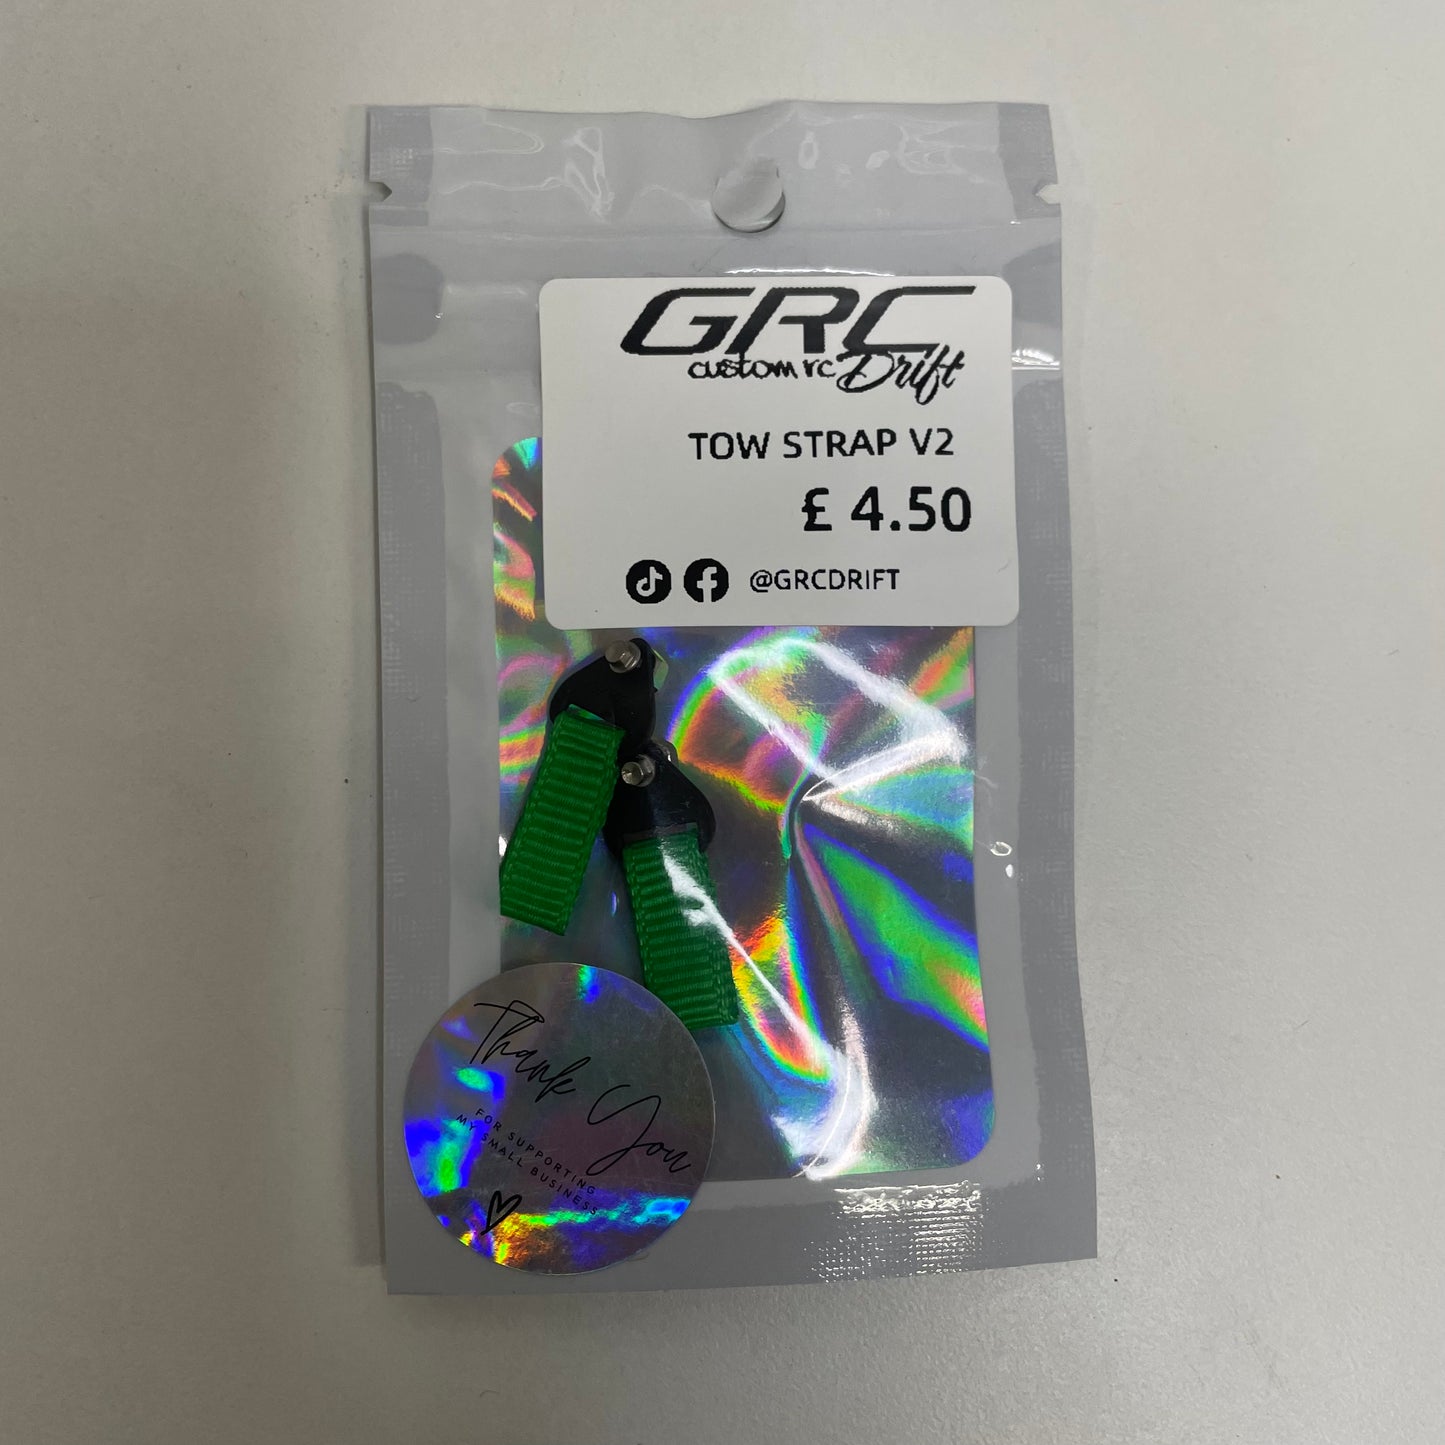 GRC
custom rc Drift
TOW STRAP V2
£ 4.50
@GRCDRIFT
Thank You
FOR SUPPORTING
MY SMALL BUSINESS